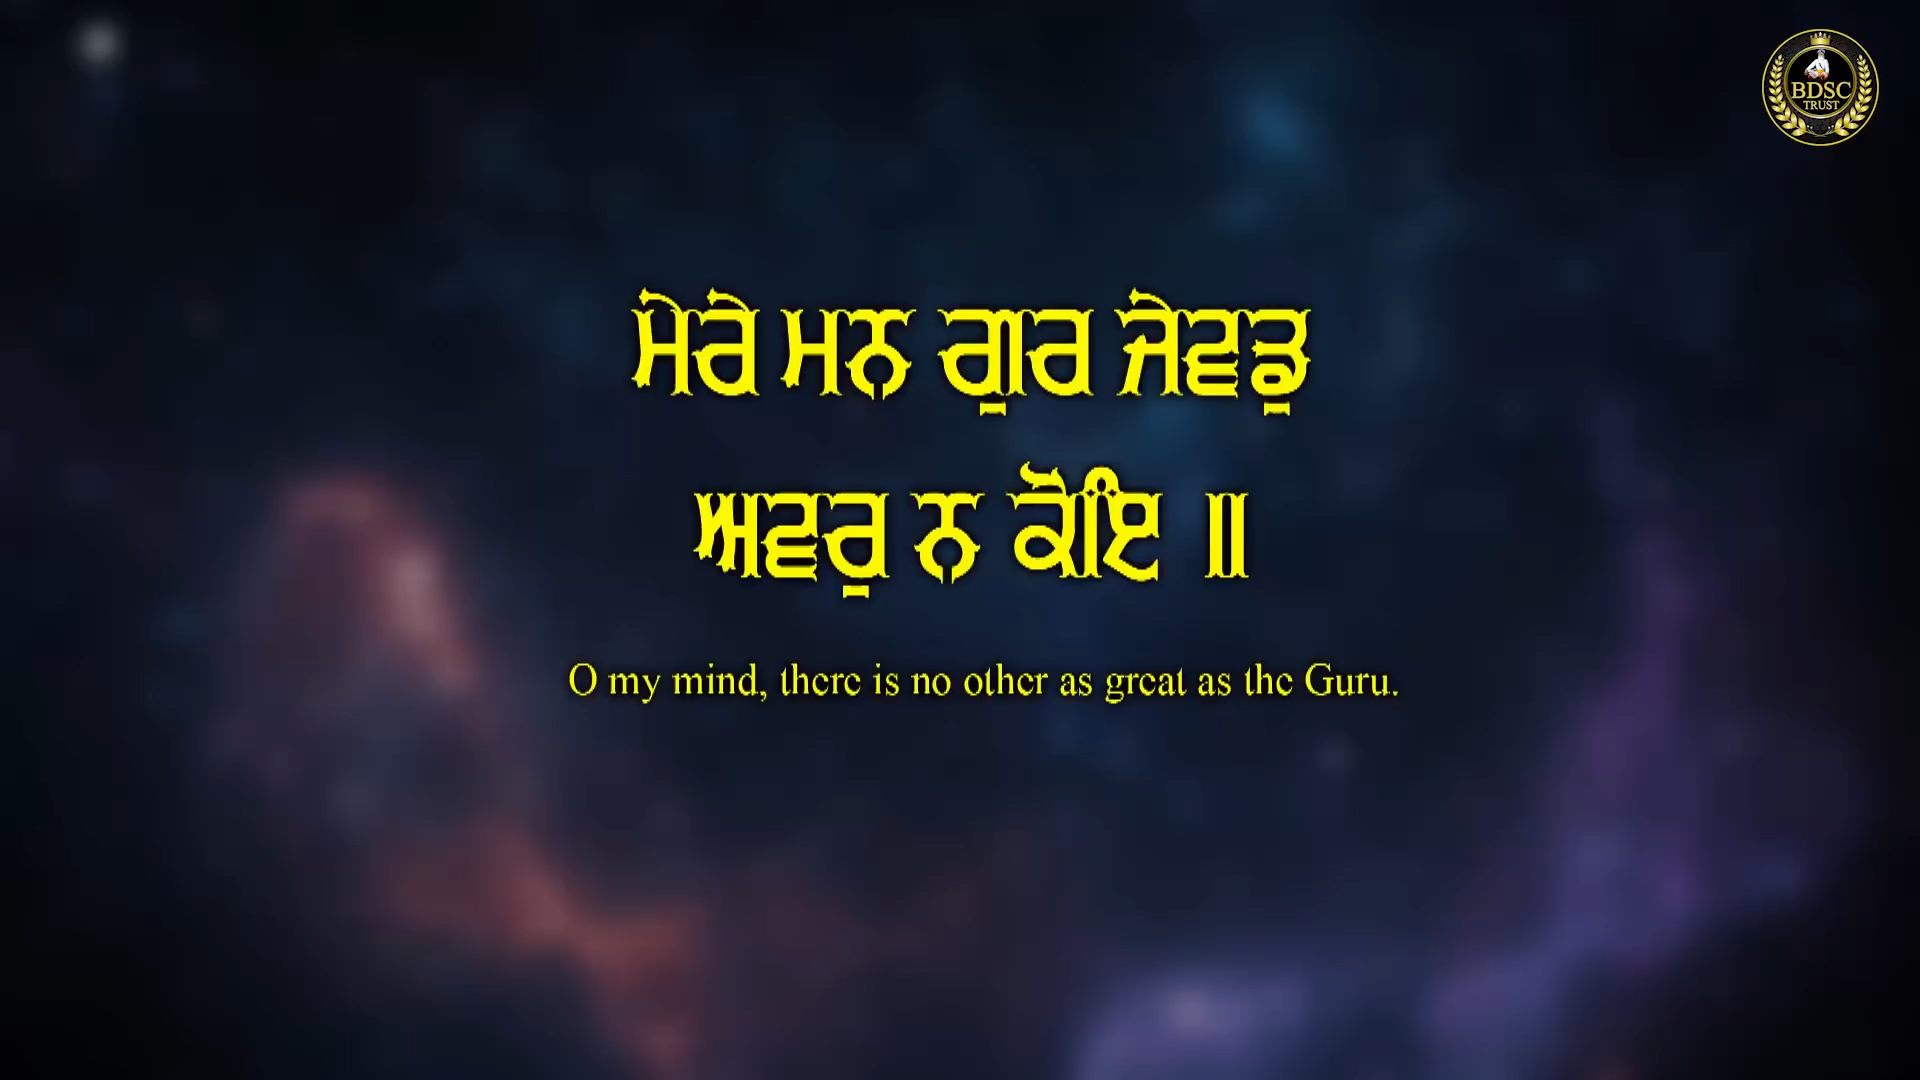 BDSC
TRUST
ਮੇਰੇ ਮਨ ਗੁਰ ਜੇਵਡੁ
ਅਵਰੁ ਨ ਕੋਇ ॥
O my mind, there is no other as great as the Guru.